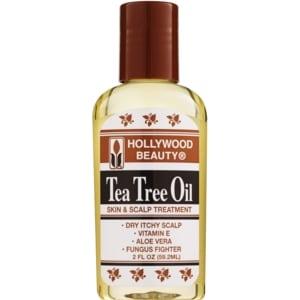 HOLLYWOOD
BEAUTY®
Tea Tree Oil
SKIN & SCALP TREATMENT
• DRY ITCHY SCALP
• VITAMIN E
• ALOE VERA
• FUNGUS FIGHTER
2 FL OZ (59.2ML)